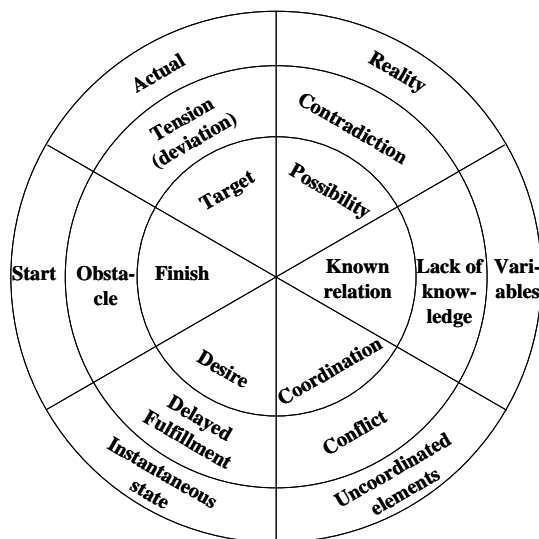 Actual
Reality
Tension
(deviation)
Contradiction
Target
Possibility
Start
Obsta-
cle
Finish
Known
relation
Lack of
know-
ledge
Vari-
ables
Desire
Coordination
Delayed
Fulfillment
Conflict
Instantaneous
state
Uncoordinated
elements